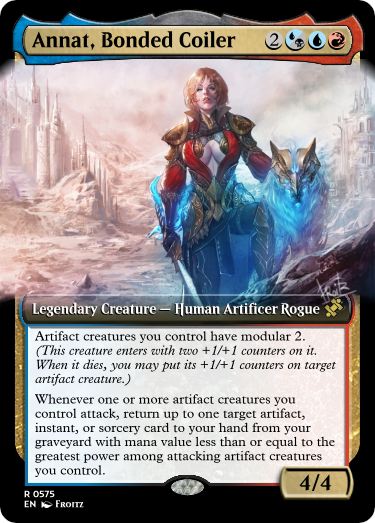 Annat, Bonded Coiler 2
Legendary Creature — Human Artificer Rogue
Artifact creatures you control have modular 2.
(This creature enters with two +1/+1 counters on it.
When it dies, you may put its +1/+1 counters on target
artifact creature.)
Whenever one or more artifact creatures you
control attack, return up to one target artifact,
instant, or sorcery card to your hand from your
graveyard with mana value less than or equal to the
greatest power among attacking artifact creatures
you control.
4/4
R 0575
EN Froitz